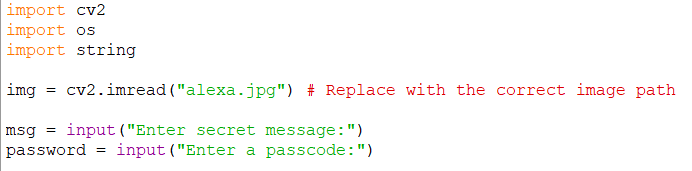 import cv2
import os
import string
img = cv2.imread("alexa.jpg") # Replace with the correct image path
msg = input("Enter secret message:")
password = input("Enter a passcode:")